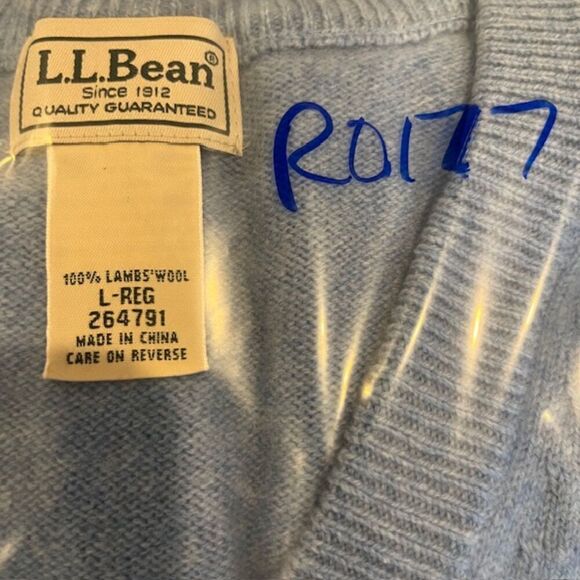 L.L.Bean®
Since 1912
QUALITY GUARANTEED
R0177
100% LAMBS'WOOL
L-REG
264791
MADE IN CHINA
CARE ON REVERSE